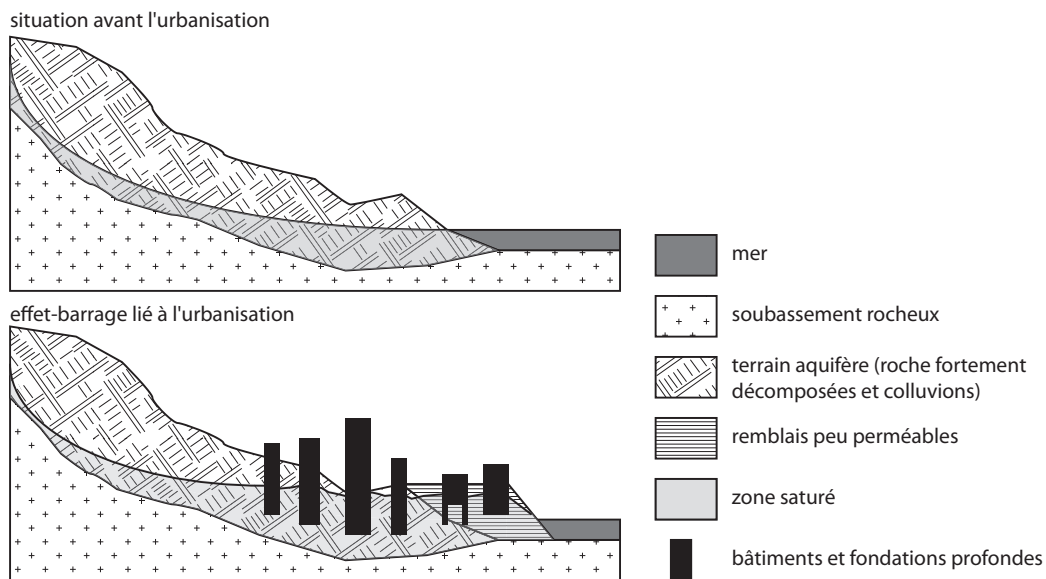 situation avant l'urbanisation
effet-barrage lié à l'urbanisation
mer
soubassement rocheux
terrain aquifère (roche fortement
décomposées et colluvions)
remblais peu perméables
zone saturé
bâtiments et fondations profondes